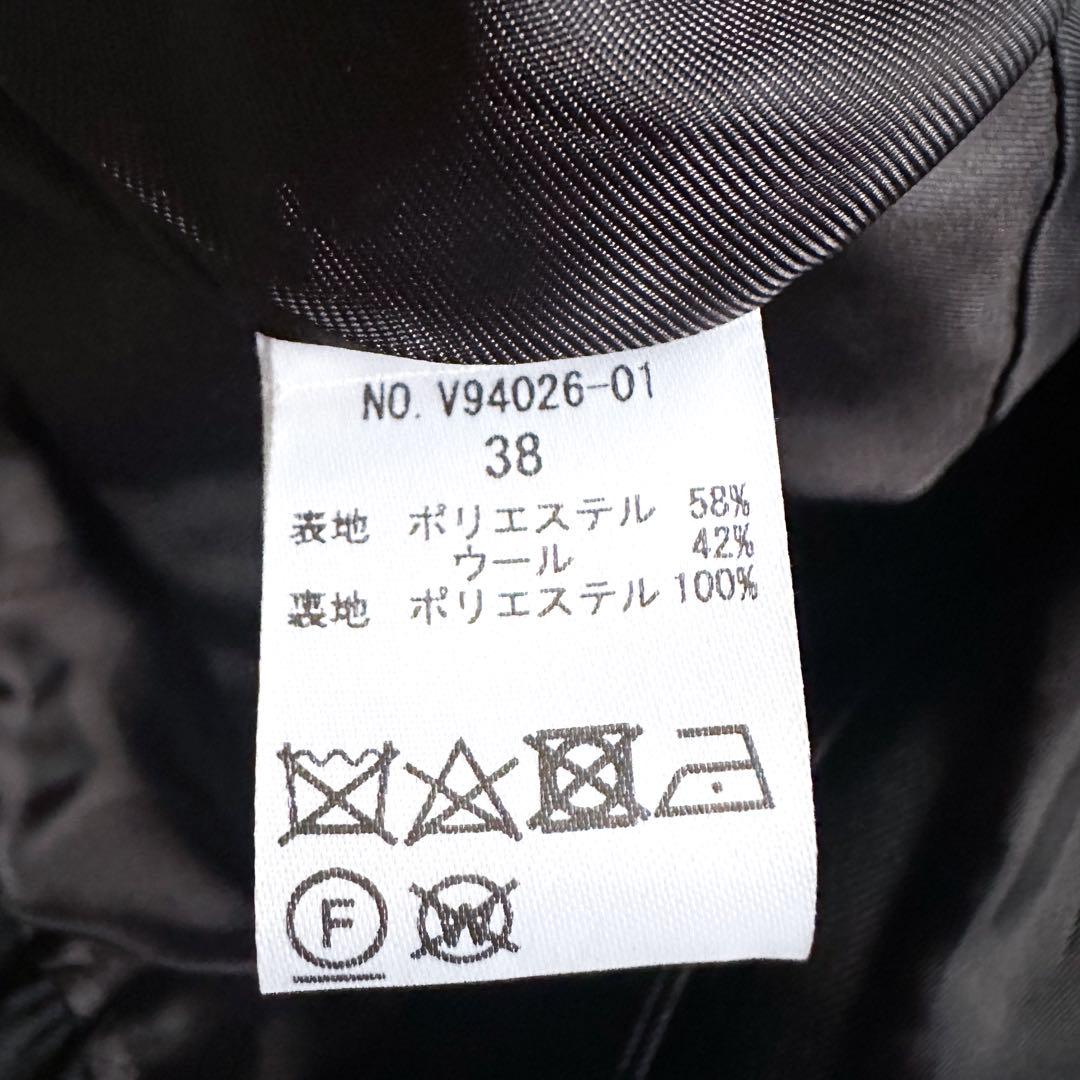 NO. V94026-01
38
表地 ポリエステル 58%
ウール 42%
裏地 ポリエステル 100%
F W